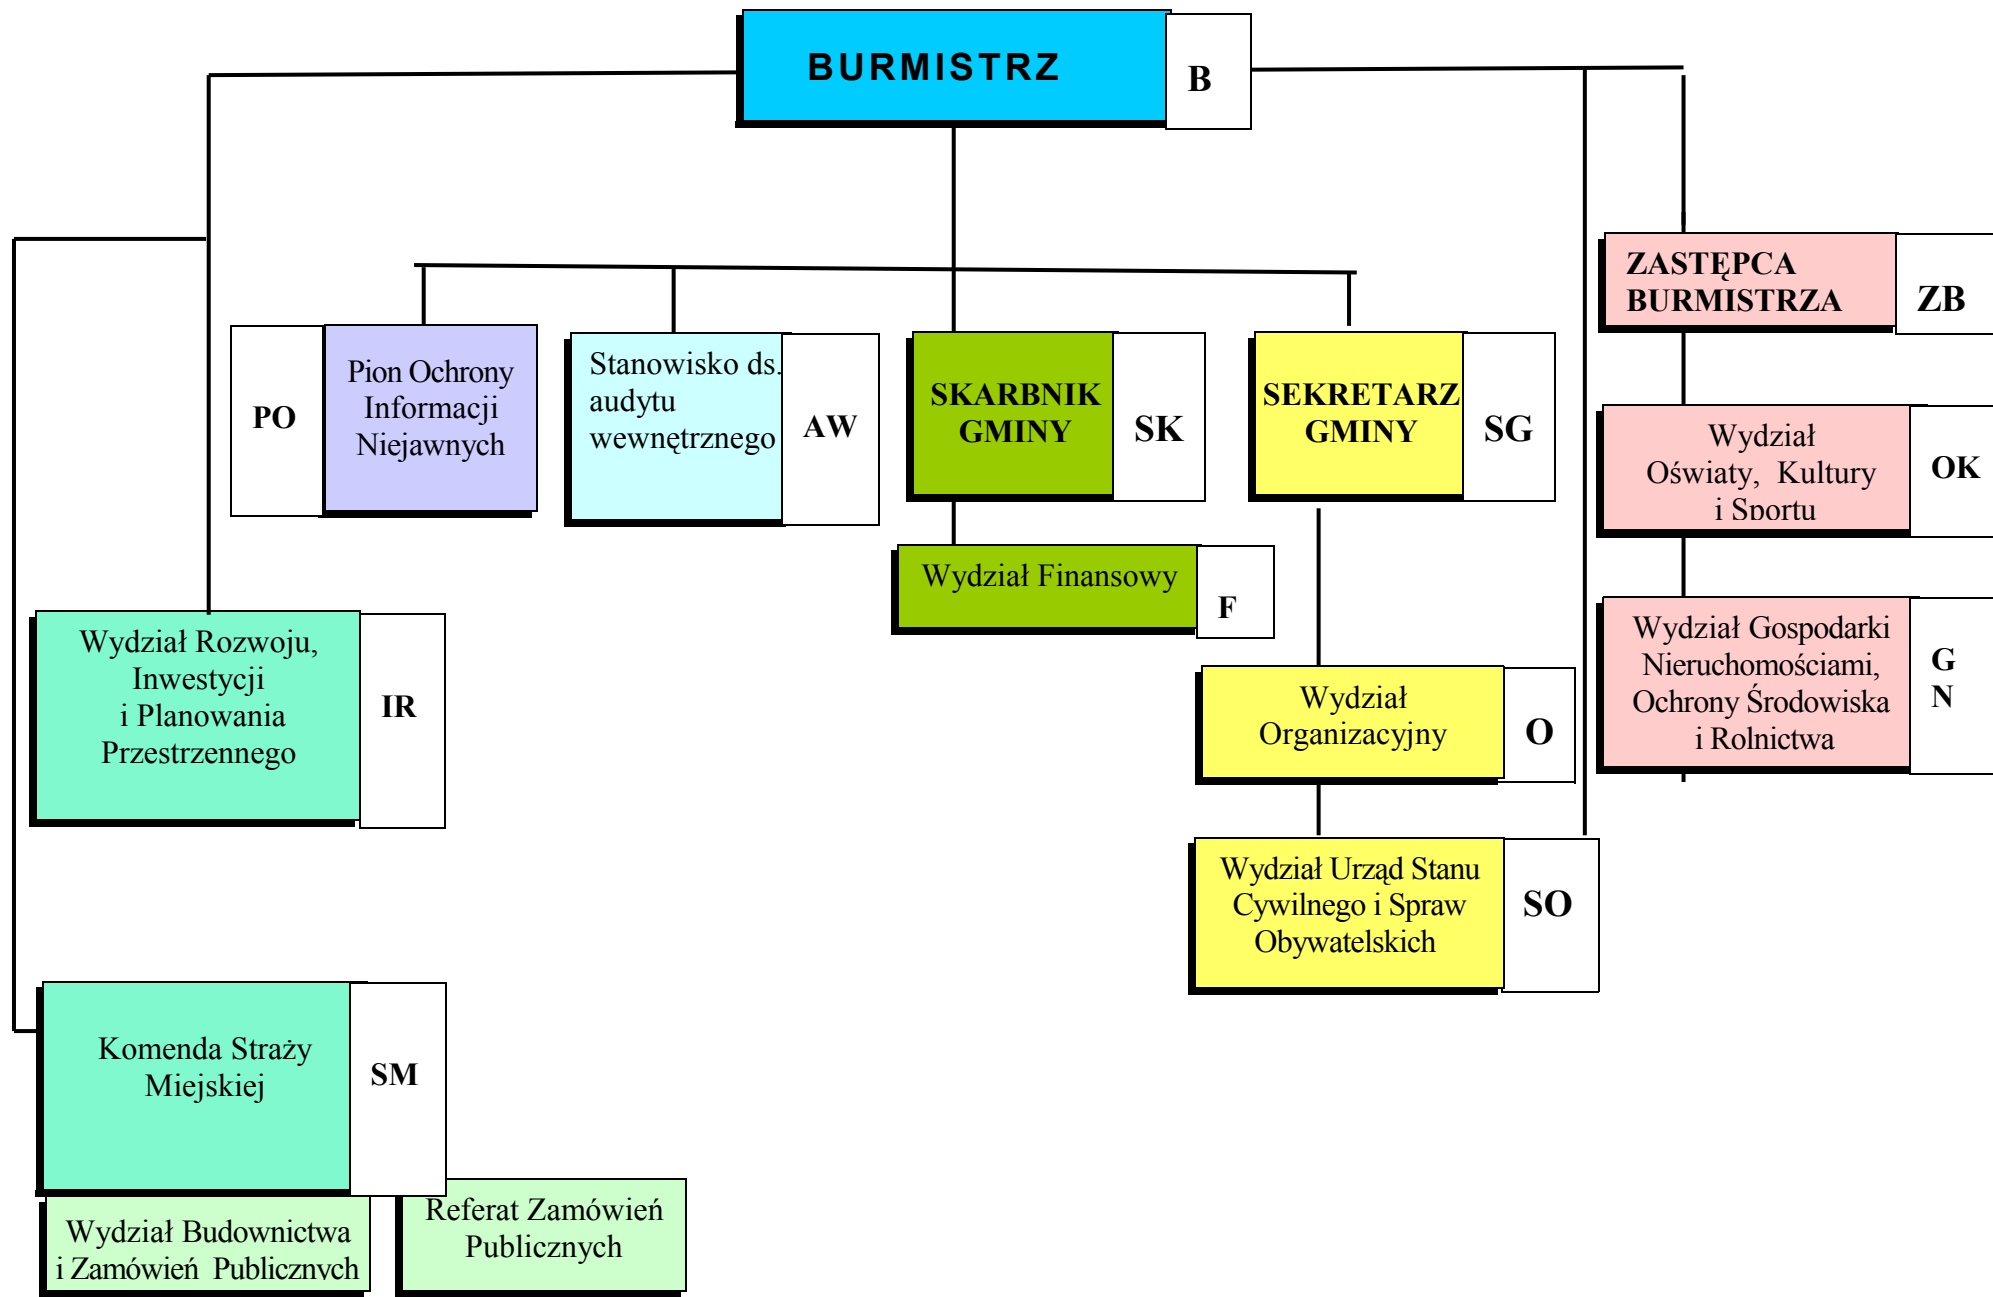 BURMISTRZ
B
ZASTĘPCA
BURMISTRZA
ZB
PO
Pion Ochrony
Informacji
Niejawnych
Stanowisko ds.
audytu
wewnętrznego
AW
SKARBNIK
GMINY
SK
SEKRETARZ
GMINY
SG
Wydział
Oświaty, Kultury
i Sportu
OK
Wydział Finansowy
F
Wydział Rozwoju,
Inwestycji
i Planowania
Przestrzennego
IR
Wydział
Organizacyjny
O
Wydział Gospodarki
Nieruchomościami,
Ochrony Środowiska
i Rolnictwa
G
N
Wydział Urząd Stanu
Cywilnego i Spraw
Obywatelskich
SO
Komenda Straży
Miejskiej
SM
Wydział Budownictwa
i Zamówień Publicznych
Referat Zamówień
Publicznych